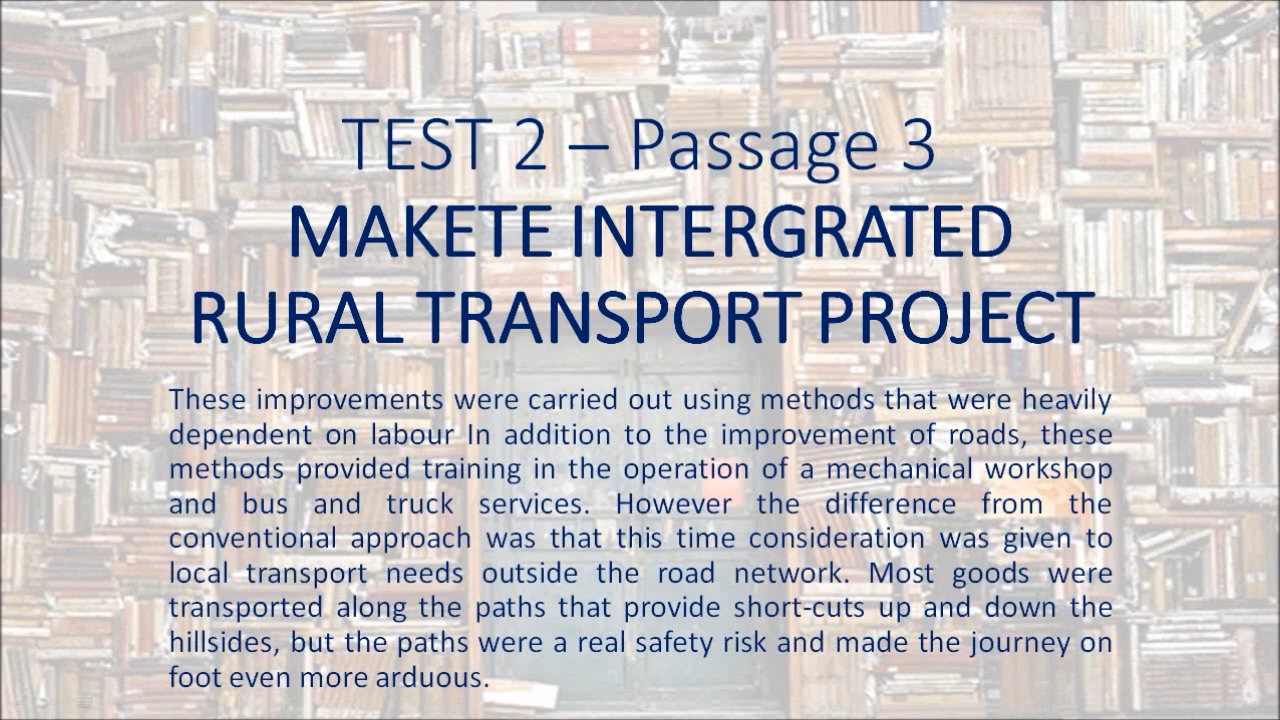 TEST 2 – Passage 3
MAKETE INTERGRATED
RURAL TRANSPORT PROJECT
These improvements were carried out using methods that were heavily
dependent on labour In addition to the improvement of roads, these
methods provided training in the operation of a mechanical workshop
and bus and truck services. However the difference from the
conventional approach was that this time consideration was given to
local transport needs outside the road network. Most goods were
transported along the paths that provide short-cuts up and down the
hillsides, but the paths were a real safety risk and made the journey on
foot even more arduous.